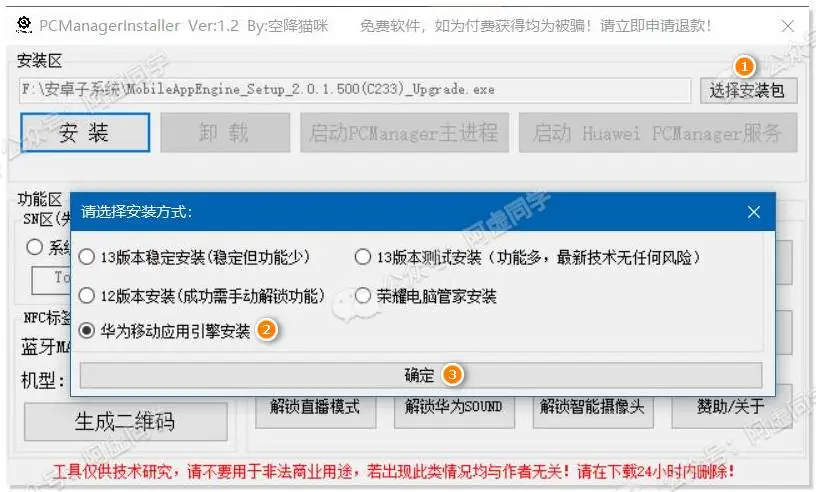 PCManagerInstaller Ver:1.2 By:空降猫咪 免费软件，如为付费获得均为被骗！请立即申请退款！
安装区
1
F:\安卓子系统\MobileAppEngine_Setup_2.0.1.500(C233)_Upgrade.exe 选择安装包
安 装 卸 载 启动PCManager主进程 启动 Huawei PCManager服务
功能区
请选择安装方式:
SN区(
系
13版本稳定安装(稳定但功能少) 13版本测试安装（功能多，最新技术无任何风险）
To
12版本安装(成功需手动解锁功能) 荣耀电脑管家安装
NFC标签
华为移动应用引擎安装 2
蓝牙MA
机型:
确定 3
解锁直播模式 解锁华为SOUND 解锁智能摄像头 赞助/关于
生成二维码
工具仅供技术研究，请不要用于非法商业用途，若出现此类情况均与作者无关！请在下载24小时内删除！
公众号：阿虚同学